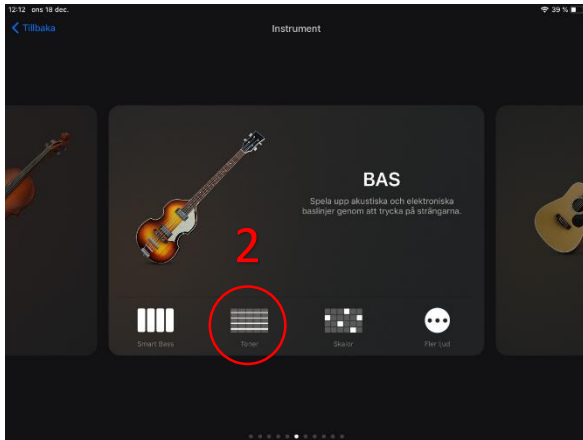 12:12 ons 18 dec.
39 %
Tillbaka
Instrument
BAS
Spela upp akustiska och elektroniska
baslinjer genom att trycka på strängarna.
2
Smart Bass
Toner
Skalor
Fler ljud